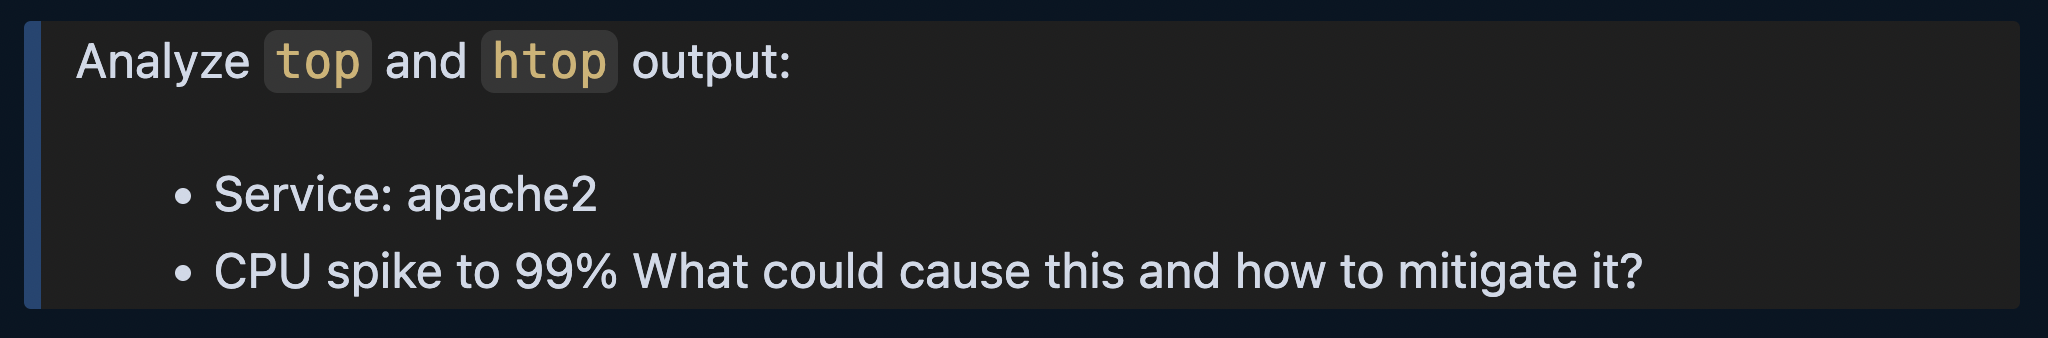 Analyze top and htop output:
• Service: apache2
• CPU spike to 99% What could cause this and how to mitigate it?